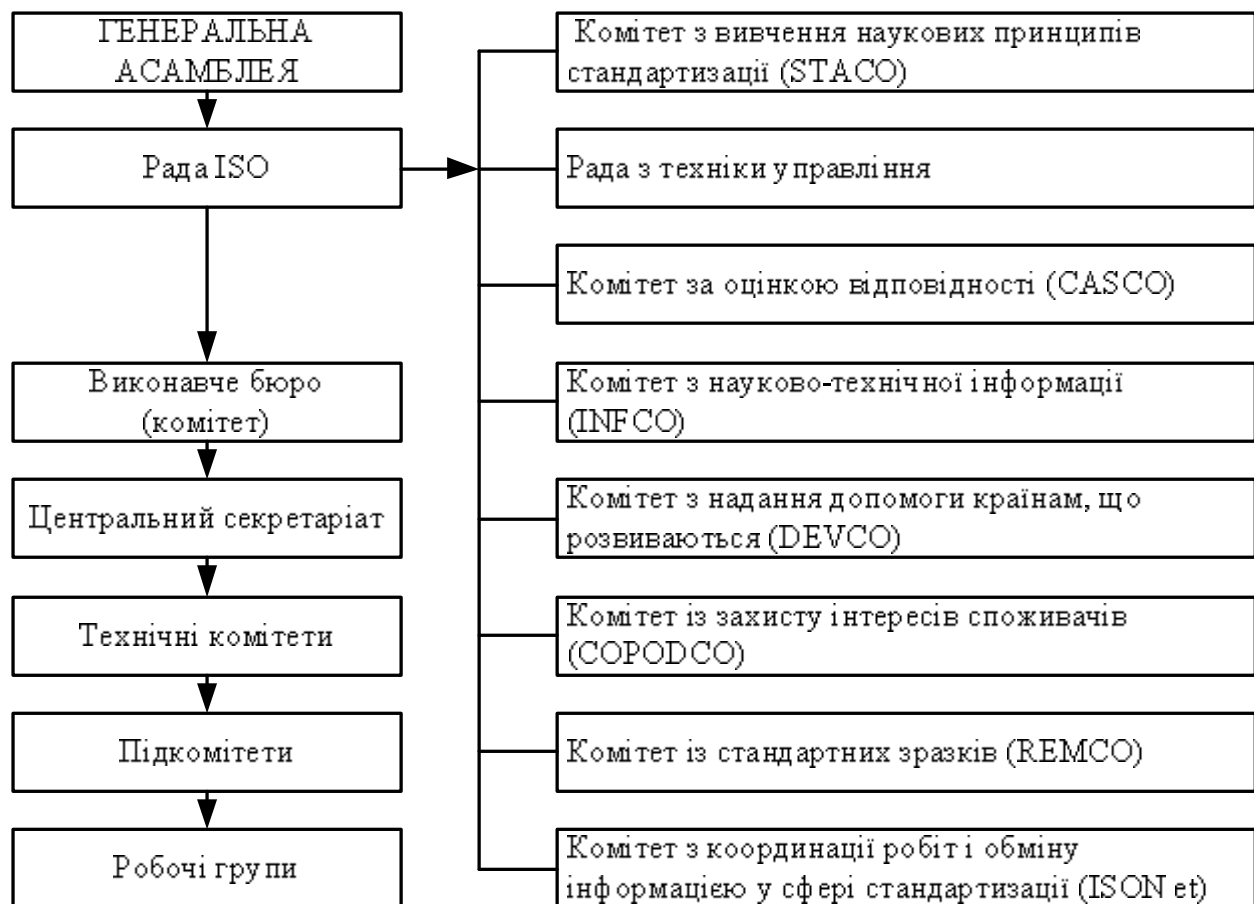 ГЕНЕРАЛЬНА
АСАМБЛЕЯ
Рада ISO
Виконавче бюро
(комітет)
Центральний секретаріат
Технічні комітети
Підкомітети
Робочі групи
Комітет з вивчення наукових принципів
стандартизації (STACO)
Рада з техніки управління
Комітет за оцінкою відповідності (CASCO)
Комітет з науково-технічної інформації
(INFCO)
Комітет з надання допомоги країнам, що
розвиваються (DEVCO)
Комітет із захисту інтересів споживачів
(COPODCO)
Комітет із стандартних зразків (REMCO)
Комітет з координації робіт і обміну
інформацією у сфері стандартизації (ISON et)